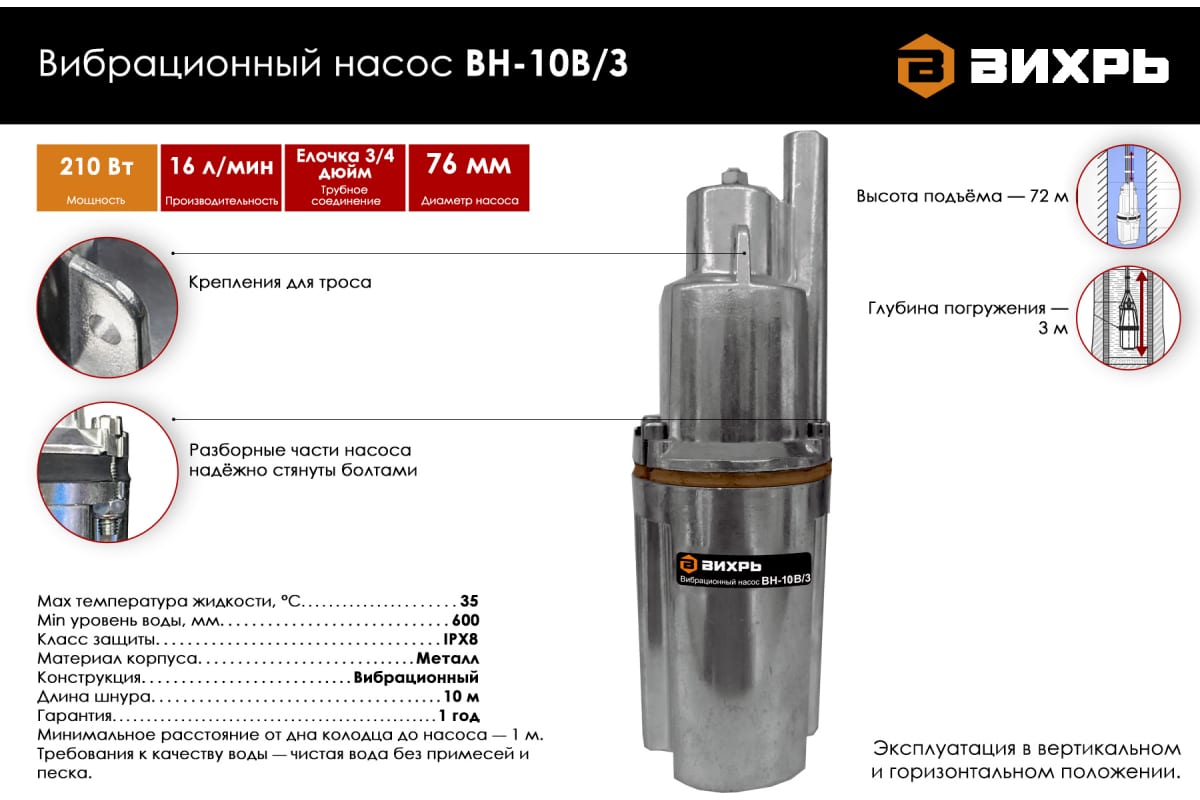 Вибрационный насос ВН-10В/3
ВИХРЬ
210 Вт
Мощность
16 л/мин
Производительность
Елочка 3/4
дюйм
Трубное
соединение
76 мм
Диаметр насоса
Высота подъёма — 72 м
Глубина погружения —
3 м
Крепления для троса
Разборные части насоса
надёжно стянуты болтами
ВИХРЬ
Вибрационный насос ВН-10В/3
Max температура жидкости, °С......................35
Min уровень воды, мм..............................600
Класс защиты.....................................IPX8
Материал корпуса............................Металл
Конструкция...........................Вибрационный
Длина шнура.....................................10 м
Гарантия..........................................1 год
Минимальное расстояние от дна колодца до насоса — 1 м.
Требования к качеству воды — чистая вода без примесей и
песка.
Эксплуатация в вертикальном
и горизонтальном положении.